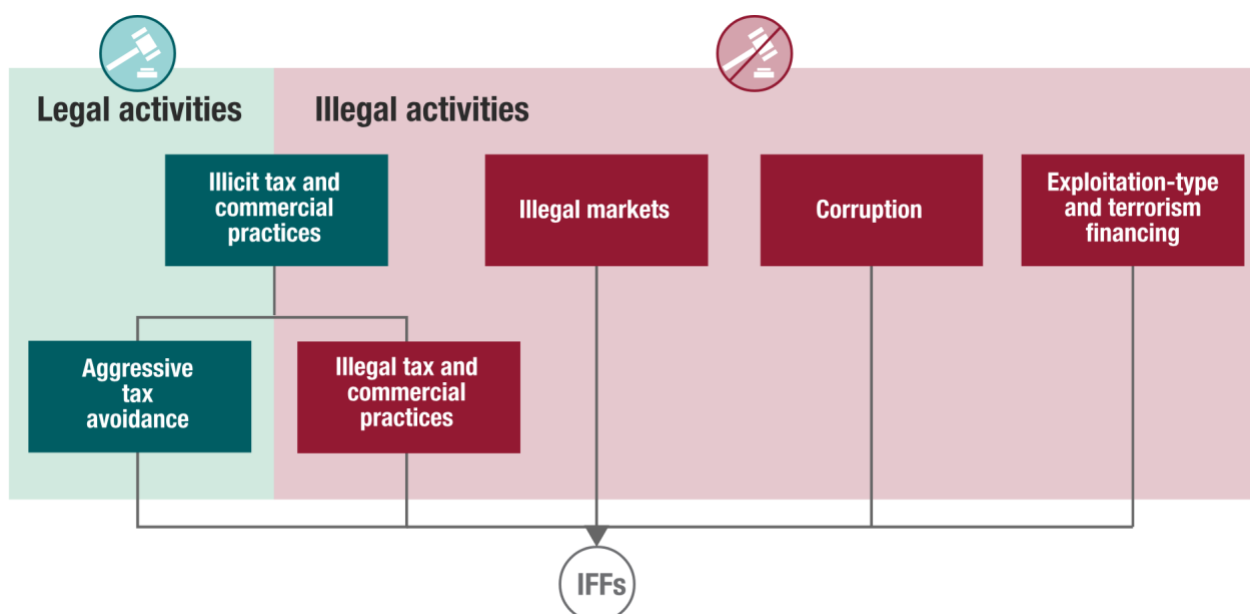 Legal activities
Illegal activities
Illicit tax and
commercial
practices
Illegal markets
Corruption
Exploitation-type
and terrorism
financing
Aggressive
tax
avoidance
Illegal tax and
commercial
practices
IFFs